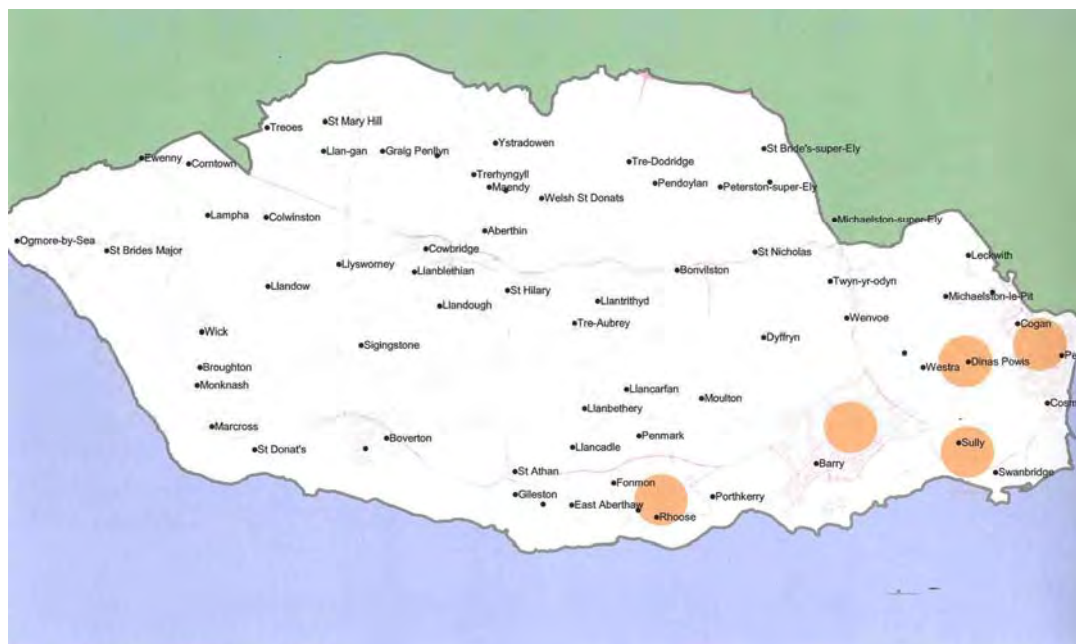 St Mary Hill
Treoes
Ystradowen
St Bride's-super-Ely
Llan-gan
Graig Penllyn
Ewenny
Corntown
Tre-Dodridge
Trerhyngyll
Maendy
Pendoylan
Peterston-super-Ely
Welsh St Donats
Lampha
Colwinston
Michaelston-super-Ely
Aberthin
Ogmore-by-Sea
St Brides Major
Cowbridge
St Nicholas
Leckwith
Llysworney
Llanblethian
Bonvilston
Twyn-yr-odyn
Llandow
St Hilary
Michaelston-le-Pit
Llandough
Llantrithyd
Wenvoe
Cogan
Tre-Aubrey
Wick
Dyffryn
Sigingstone
Dinas Powis
Westra
Broughton
Monknash
Llancarfan
Moulton
Llanbethery
Marcross
Boverton
Penmark
Sully
St Donat's
Llancadle
Barry
St Athan
Swanbridge
Fonmon
Gileston
Porthkerry
East Aberthaw
Rhoose